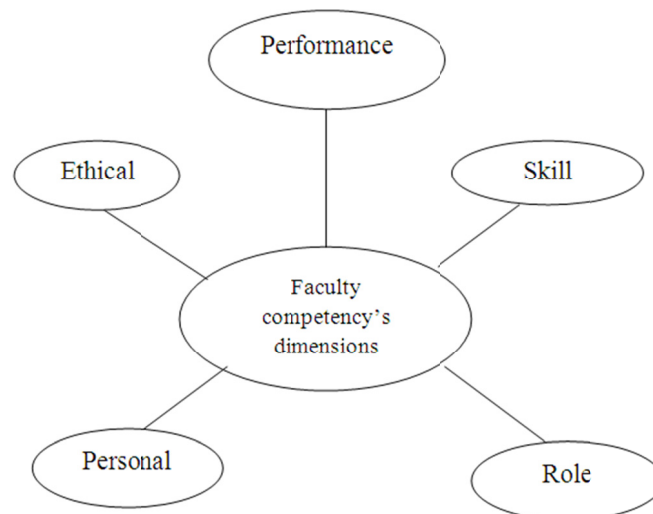 Performance
Ethical
Skill
Faculty
competency’s
dimensions
Personal
Role